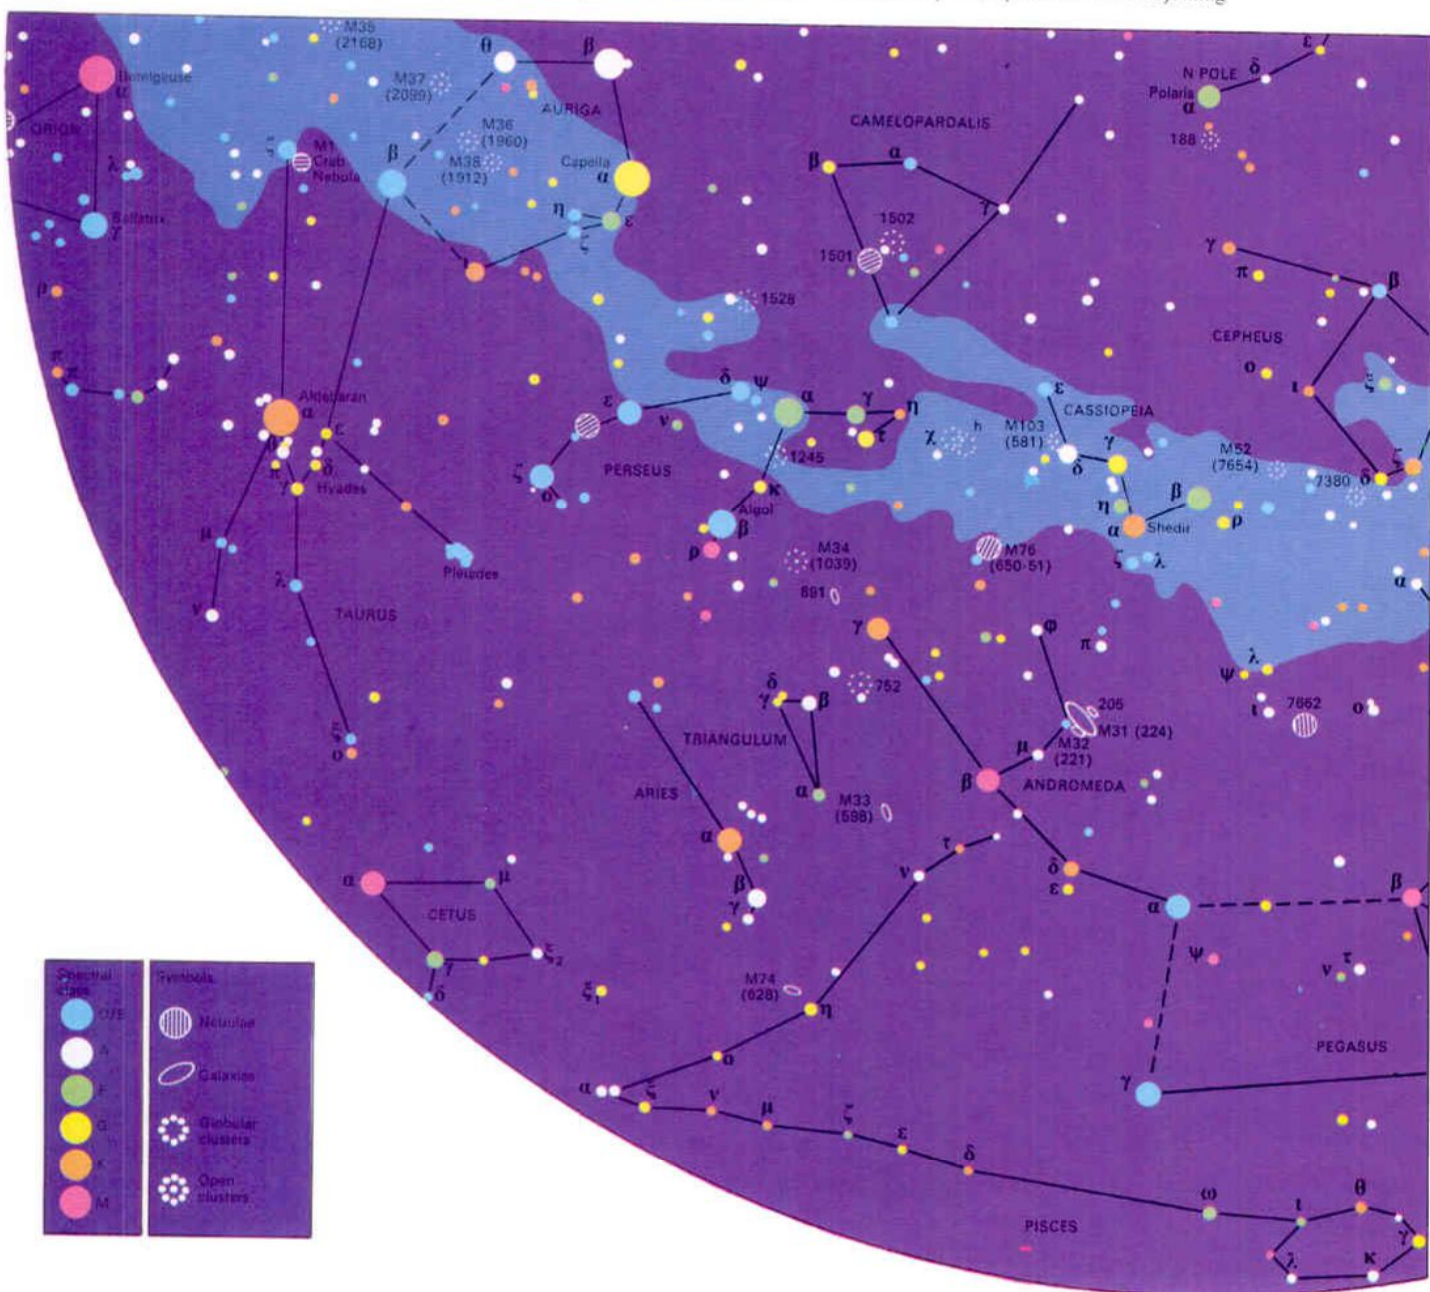 M35
(2168)
θ
β
M37
(2099)
AURIGA
Betelgeuse
α
ORION
M36
(1960)
M38
(1912)
β
ξ
M1
Crab
Nebula
λ
Capella
α
η
ε
ζ
ι
Bellatrix
γ
CAMELOPARDALIS
β
α
γ
1502
1501
1528
N POLE
Polaris
α
δ
ε
188
γ
π
β
CEPHEUS
ο
ι
ξ
ζ
δ
Aldebaran
α
θ
ε
δ
π
γ
Hyades
μ
ν
λ
Pleiades
TAURUS
ξ
ο
ε
ν
δ
ψ
α
γ
η
τ
ζ
ο
PERSEUS
1245
κ
Algol
β
ρ
χ
h
ε
CASSIOPEIA
M103
(581)
δ
γ
η
α
β
Shedir
ρ
ζ
λ
M52
(7654)
7380
M34
(1039)
891
M76
(650-51)
α
γ
φ
π
δ
γ
β
752
TRIANGULUM
α
M33
(598)
205
M31 (224)
M32
(221)
μ
β
ANDROMEDA
λ
ψ
ι
7662
ο
ARIES
α
β
γ
δ
ε
α
β
τ
ν
ψ
ν
τ
α
μ
CETUS
γ
ξ2
δ
ξ1
M74
(628)
η
ο
α
ξ
ν
μ
ζ
ε
δ
ω
ι
θ
γ
λ
κ
PISCES
γ
PEGASUS
Spectral
class
O/B
A
F
G
K
M
Symbols
Nebulae
Galaxies
Globular
clusters
Open
clusters